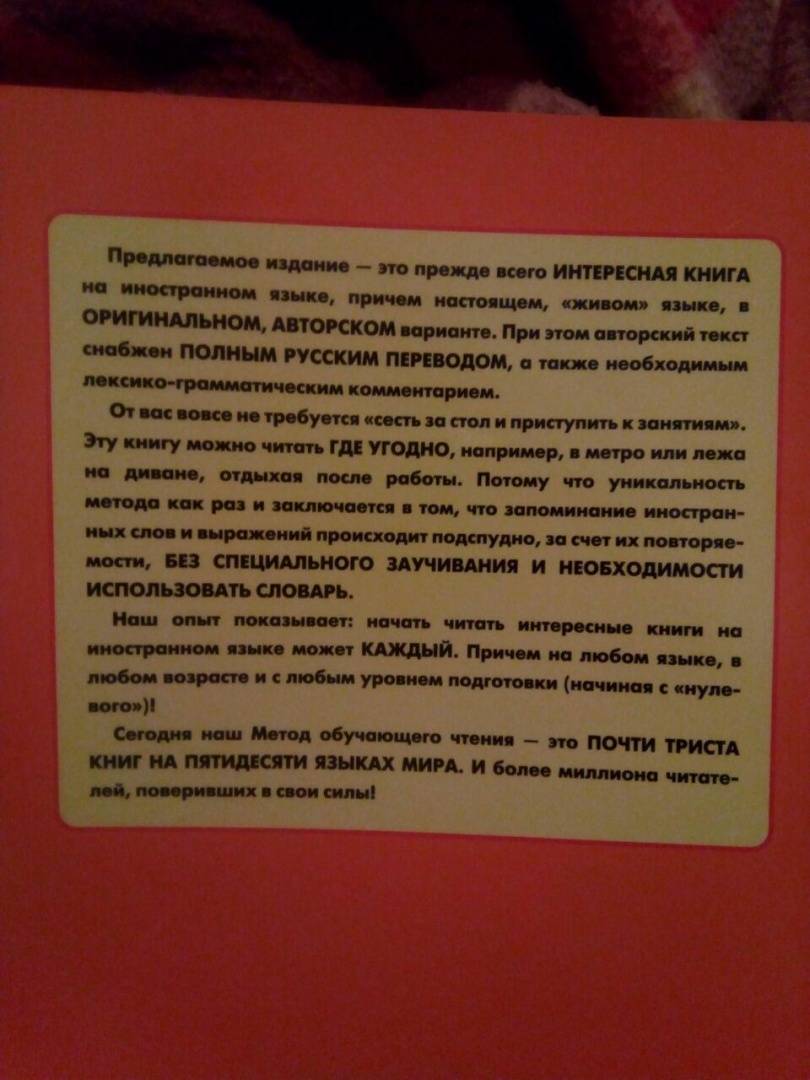 Предлагаемое издание — это прежде всего ИНТЕРЕСНАЯ КНИГА
на иностранном языке, причем настоящем, «живом» языке, в
ОРИГИНАЛЬНОМ, АВТОРСКОМ варианте. При этом авторский текст
снабжен ПОЛНЫМ РУССКИМ ПЕРЕВОДОМ, а также необходимым
лексико-грамматическим комментарием.
От вас вовсе не требуется «сесть за стол и приступить к занятиям».
Эту книгу можно читать ГДЕ УГОДНО, например, в метро или лежа
на диване, отдыхая после работы. Потому что уникальность
метода как раз и заключается в том, что запоминание иностран-
ных слов и выражений происходит подспудно, за счет их повторяе-
мости, БЕЗ СПЕЦИАЛЬНОГО ЗАУЧИВАНИЯ И НЕОБХОДИМОСТИ
ИСПОЛЬЗОВАТЬ СЛОВАРЬ.
Наш опыт показывает: начать читать интересные книги на
иностранном языке может КАЖДЫЙ. Причем на любом языке, в
любом возрасте и с любым уровнем подготовки (начиная с «нуле-
вого»)!
Сегодня наш Метод обучающего чтения — это ПОЧТИ ТРИСТА
КНИГ НА ПЯТИДЕСЯТИ ЯЗЫКАХ МИРА. И более миллиона читате-
лей, поверивших в свои силы!